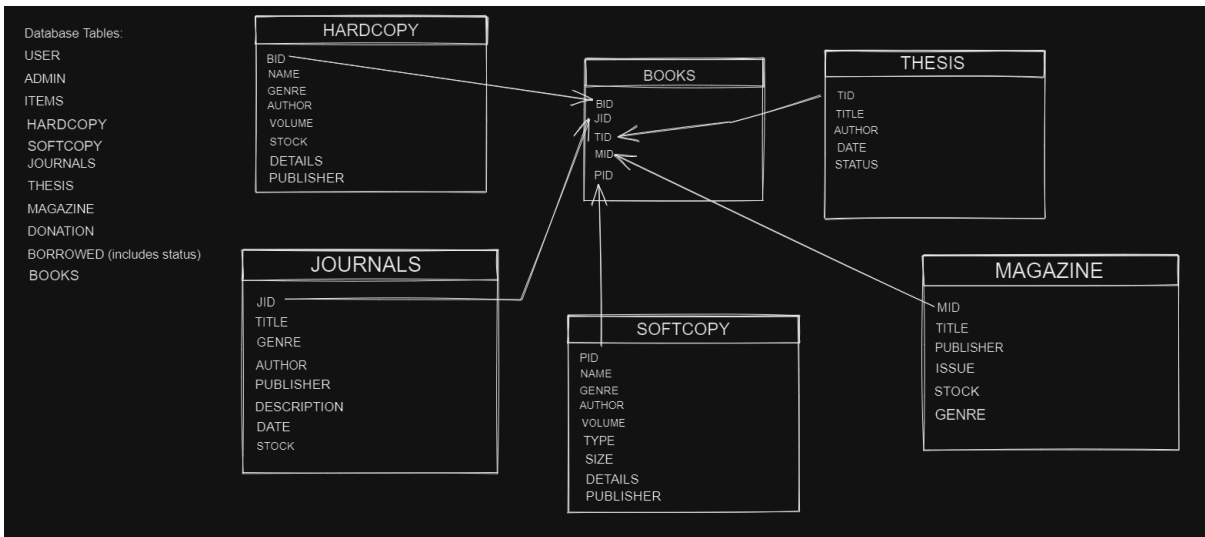 Database Tables:
USER
ADMIN
ITEMS
HARDCOPY
SOFTCOPY
JOURNALS
THESIS
MAGAZINE
DONATION
BORROWED (includes status)
BOOKS
HARDCOPY
BID
NAME
GENRE
AUTHOR
VOLUME
STOCK
DETAILS
PUBLISHER
BOOKS
BID
JID
TID
MID
PID
THESIS
TID
TITLE
AUTHOR
DATE
STATUS
JOURNALS
JID
TITLE
GENRE
AUTHOR
PUBLISHER
DESCRIPTION
DATE
STOCK
SOFTCOPY
PID
NAME
GENRE
AUTHOR
VOLUME
TYPE
SIZE
DETAILS
PUBLISHER
MAGAZINE
MID
TITLE
PUBLISHER
ISSUE
STOCK
GENRE